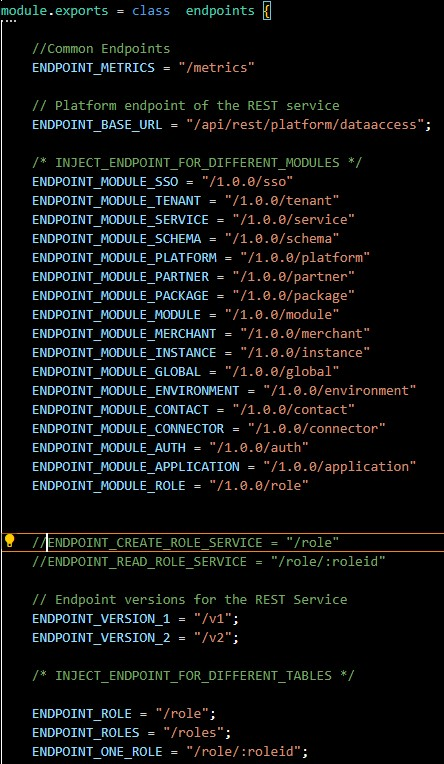 module.exports = class  endpoints {
//Common Endpoints
ENDPOINT_METRICS = "/metrics"
// Platform endpoint of the REST service
ENDPOINT_BASE_URL = "/api/rest/platform/dataaccess";
/* INJECT_ENDPOINT_FOR_DIFFERENT_MODULES */
ENDPOINT_MODULE_SSO = "/1.0.0/sso"
ENDPOINT_MODULE_TENANT = "/1.0.0/tenant"
ENDPOINT_MODULE_SERVICE = "/1.0.0/service"
ENDPOINT_MODULE_SCHEMA = "/1.0.0/schema"
ENDPOINT_MODULE_PLATFORM = "/1.0.0/platform"
ENDPOINT_MODULE_PARTNER = "/1.0.0/partner"
ENDPOINT_MODULE_PACKAGE = "/1.0.0/package"
ENDPOINT_MODULE_MODULE = "/1.0.0/module"
ENDPOINT_MODULE_MERCHANT = "/1.0.0/merchant"
ENDPOINT_MODULE_INSTANCE = "/1.0.0/instance"
ENDPOINT_MODULE_GLOBAL = "/1.0.0/global"
ENDPOINT_MODULE_ENVIRONMENT = "/1.0.0/environment"
ENDPOINT_MODULE_CONTACT = "/1.0.0/contact"
ENDPOINT_MODULE_CONNECTOR = "/1.0.0/connector"
ENDPOINT_MODULE_AUTH = "/1.0.0/auth"
ENDPOINT_MODULE_APPLICATION = "/1.0.0/application"
ENDPOINT_MODULE_ROLE = "/1.0.0/role"
//ENDPOINT_CREATE_ROLE_SERVICE = "/role"
//ENDPOINT_READ_ROLE_SERVICE = "/role/:roleid"
// Endpoint versions for the REST Service
ENDPOINT_VERSION_1 = "/v1";
ENDPOINT_VERSION_2 = "/v2";
/* INJECT_ENDPOINT_FOR_DIFFERENT_TABLES */
ENDPOINT_ROLE = "/role";
ENDPOINT_ROLES = "/roles";
ENDPOINT_ONE_ROLE = "/role/:roleid";